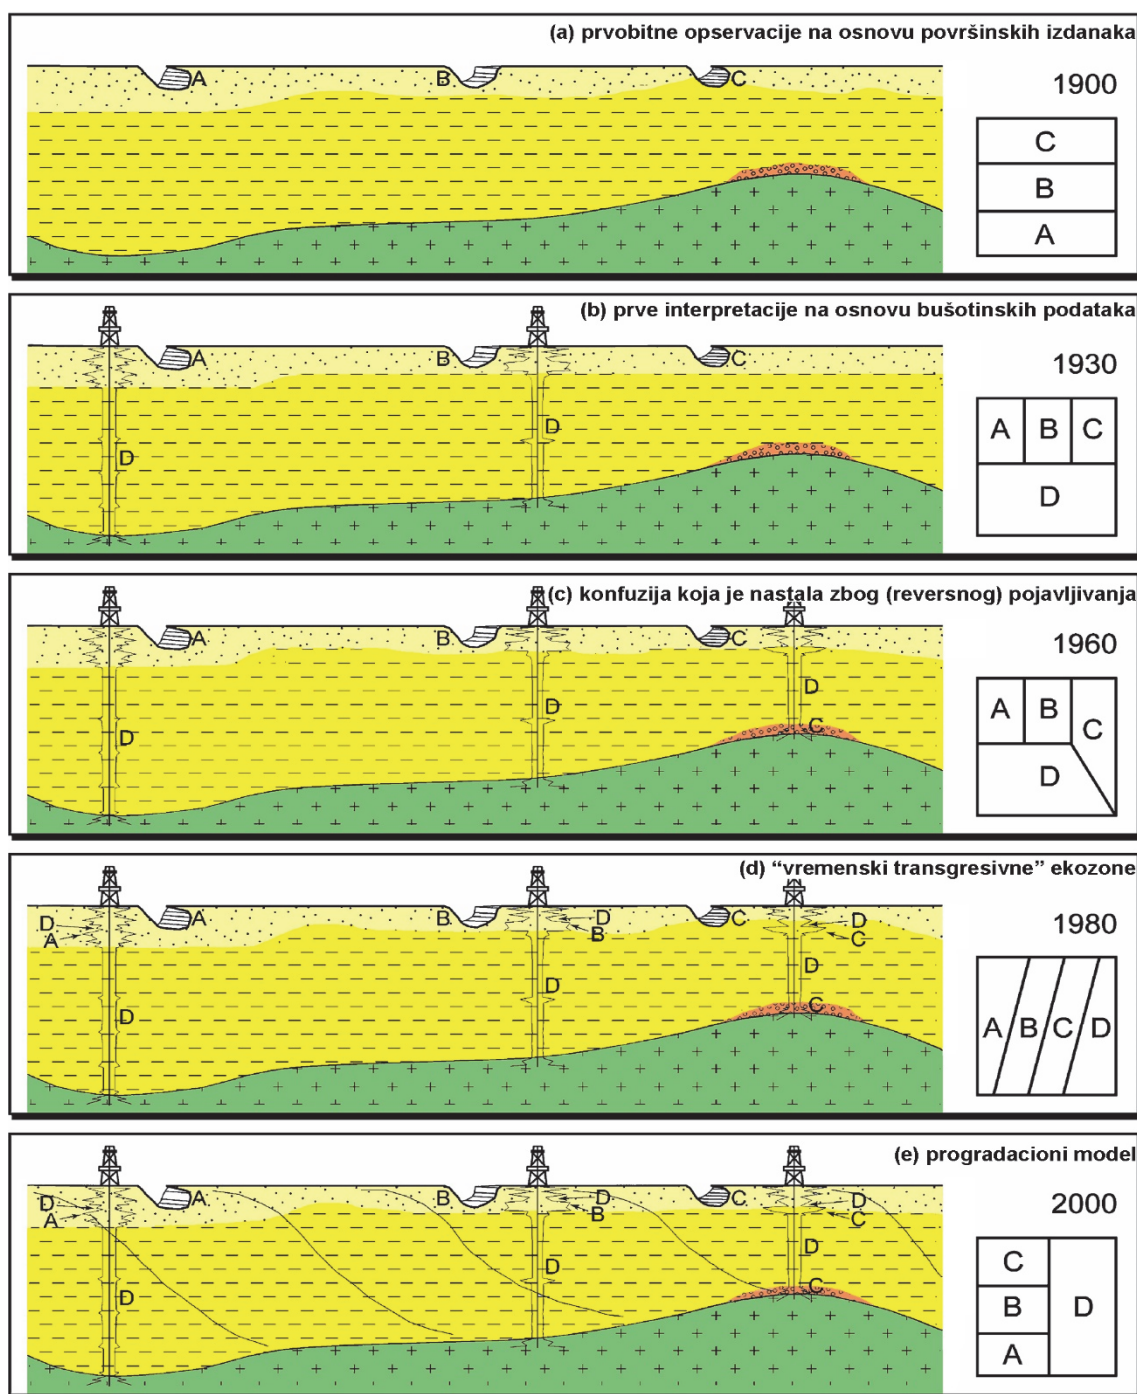 (a) prvobitne opservacije na osnovu površinskih izdanaka
A B C
1900
C
B
A
(b) prve interpretacije na osnovu bušotinskih podataka
A B C
1930
D D
A B C
D
(c) konfuzija koja je nastala zbog (reversnog) pojavljivanja
A B C
1960
D D D
C
A B C
D
(d) “vremenski transgresivne” ekozone
A B C
D D D
A B C
1980
D D D
C
A B C D
(e) progradacioni model
A B C
D D D
A B C
2000
D D D
C
C
B D
A